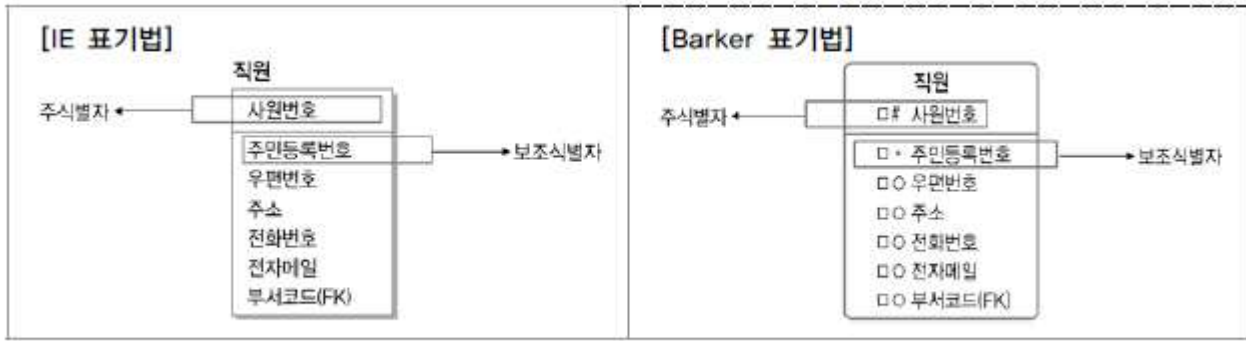 [IE 표기법]
직원
주식별자
사원번호
주민등록번호
보조식별자
우편번호
주소
전화번호
전자메일
부서코드(FK)
[Barker 표기법]
직원
주식별자
□# 사원번호
□* 주민등록번호
보조식별자
□○ 우편번호
□○ 주소
□○ 전화번호
□○ 전자메일
□○ 부서코드(FK)